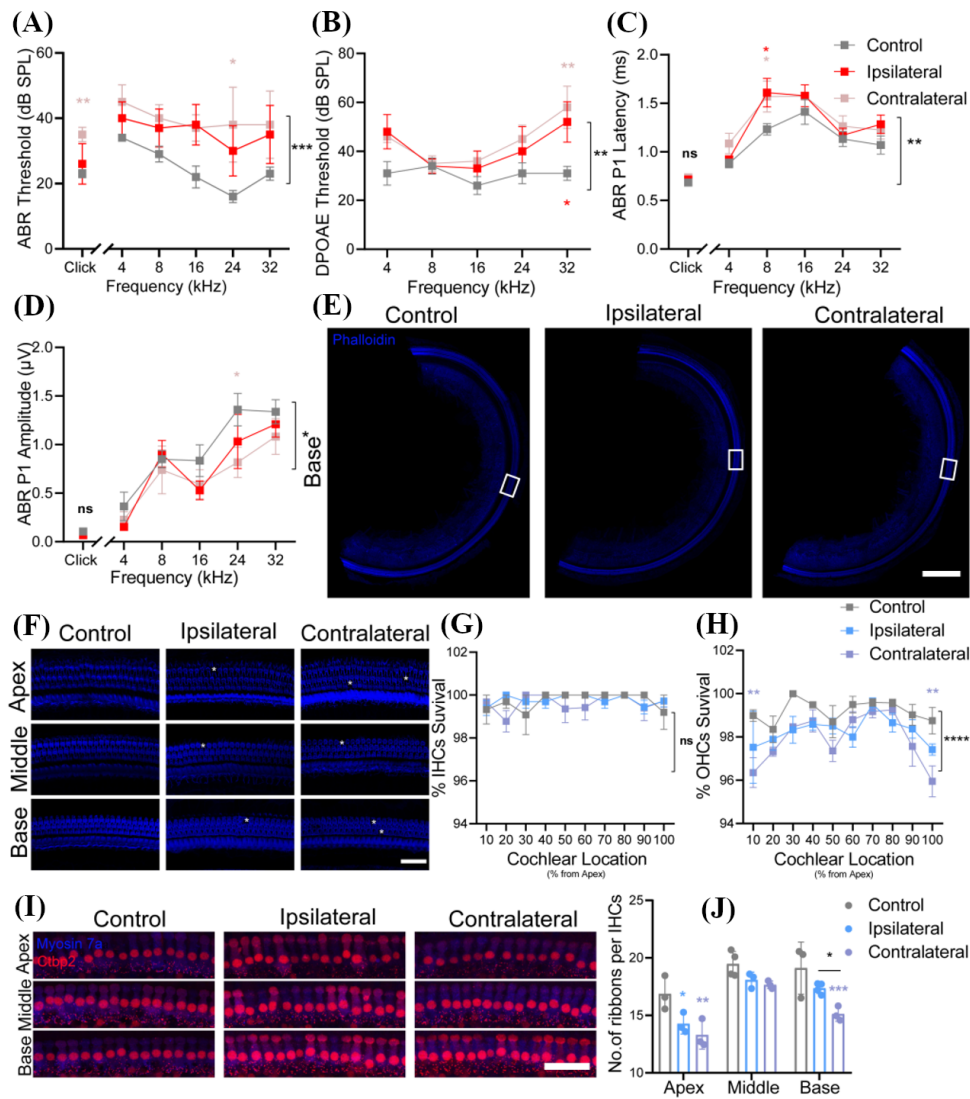 (A)
ABR Threshold (dB SPL)
60
40
20
0
**
*
***
Click
4
8
16
24
32
Frequency (kHz)
(B)
DPOAE Threshold (dB SPL)
80
60
40
20
0
**
**
*
4
8
16
24
32
Frequency (kHz)
(C)
ABR P1 Latency (ms)
2.0
1.5
1.0
0.5
0.0
ns
*
*
**
Click
4
8
16
24
32
Frequency (kHz)
Control
Ipsilateral
Contralateral
(D)
ABR P1 Amplitude (µV)
2.0
1.5
1.0
0.5
0.0
ns
*
*
Click
4
8
16
24
32
Frequency (kHz)
(E)
Control
Ipsilateral
Contralateral
Phalloidin
Base
(F)
Control
Ipsilateral
Contralateral
Apex
Middle
Base
(G)
% IHCs Suvival
102
100
98
96
94
ns
10 20 30 40 50 60 70 80 90 100
Cochlear Location
(% from Apex)
(H)
Control
Ipsilateral
Contralateral
% OHCs Suvival
102
100
98
96
94
**
**
****
10 20 30 40 50 60 70 80 90 100
Cochlear Location
(% from Apex)
(I)
Control
Ipsilateral
Contralateral
Myosin 7a
Ctbp2
Apex
Middle
Base
(J)
Control
Ipsilateral
Contralateral
No.of ribbons per IHCs
25
20
15
10
*
**
*
***
Apex
Middle
Base